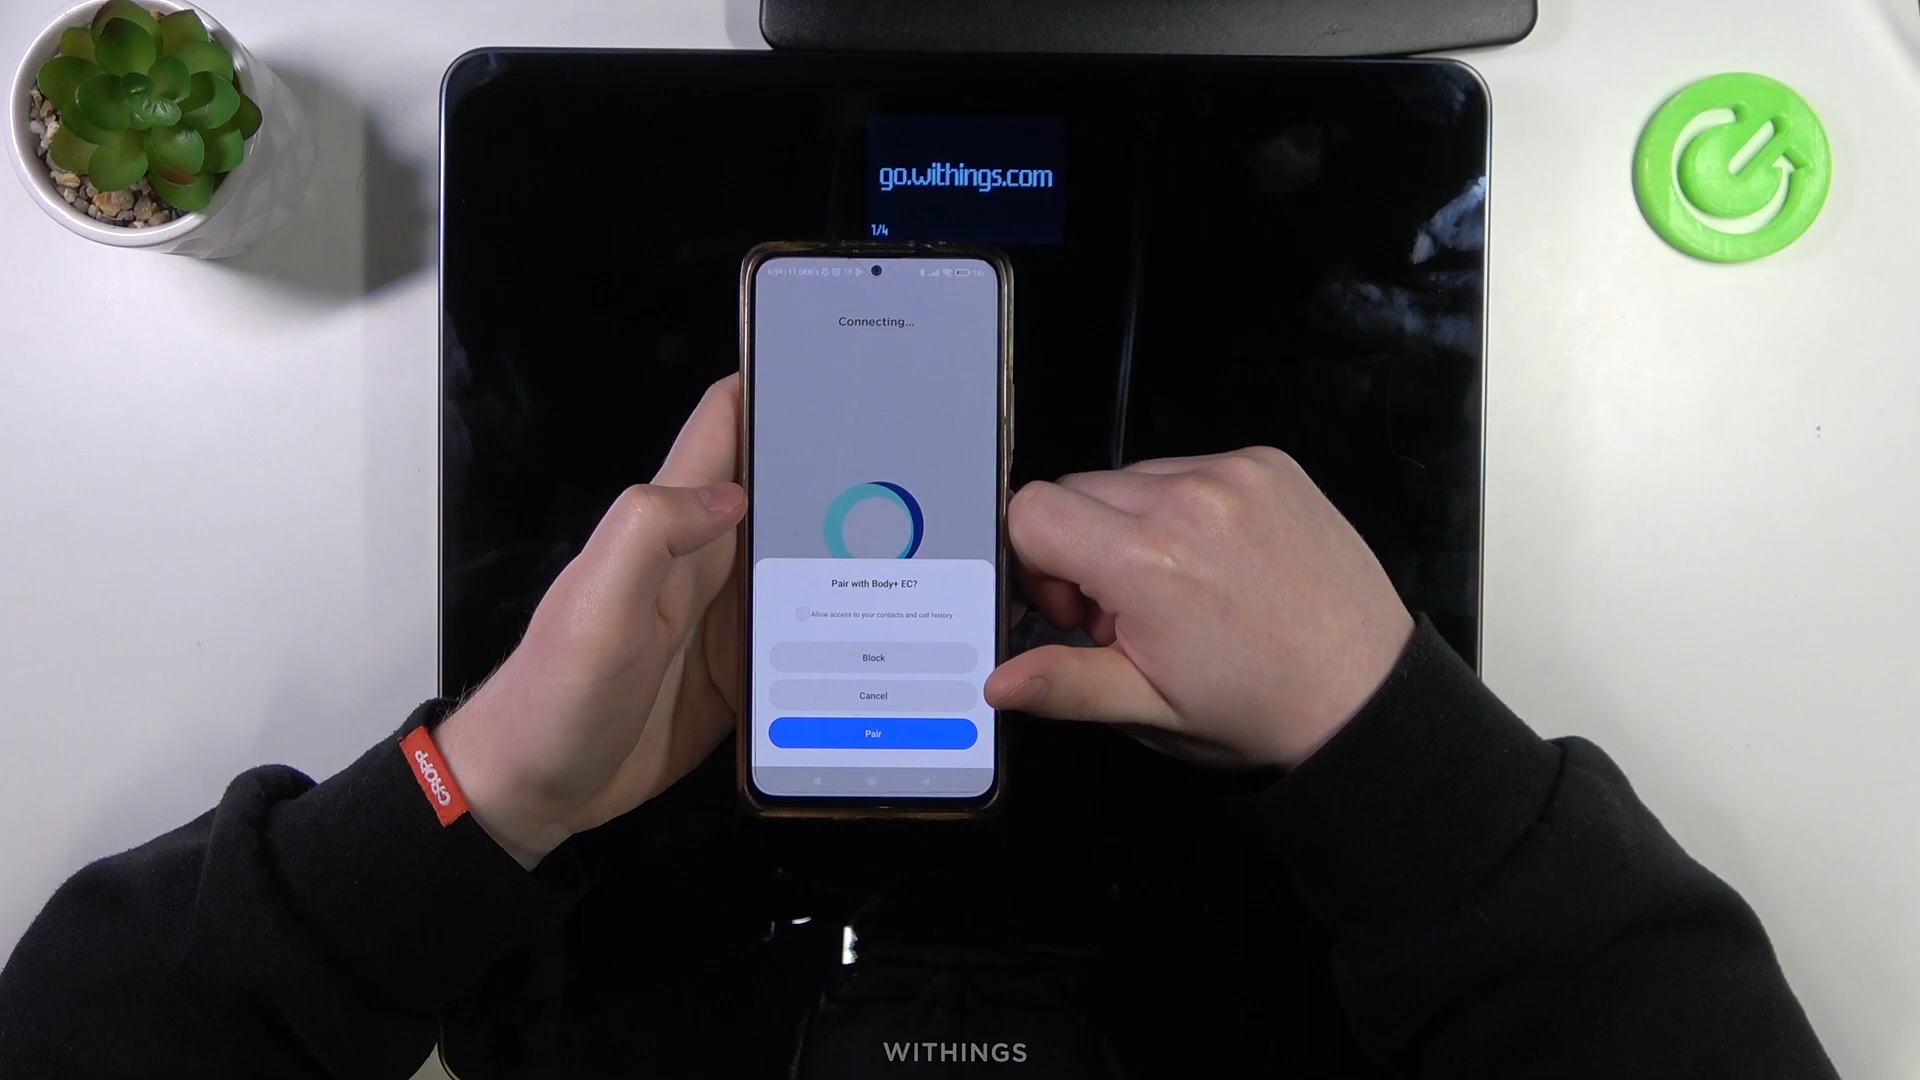 go.withings.com
1/4
Connecting...
Pair with Body+ EC?
Allow access to your contacts and call history
Block
Cancel
Pair
CROPP
WITHINGS